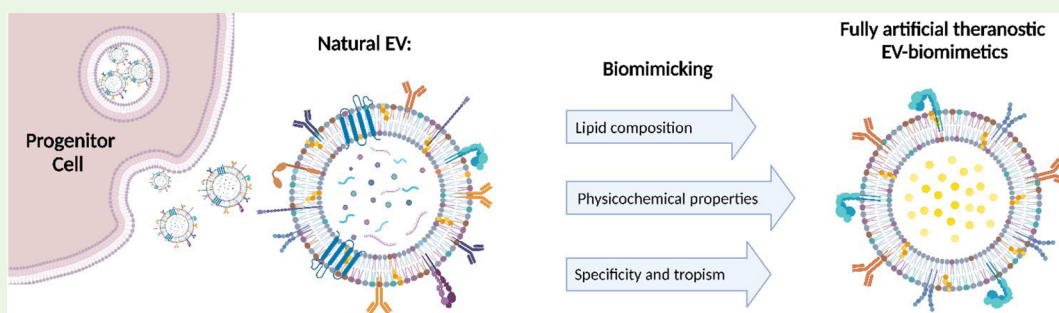 Progenitor
Cell
Natural EV:
Biomimicking
Lipid composition
Physicochemical properties
Specificity and tropism
Fully artificial theranostic
EV-biomimetics